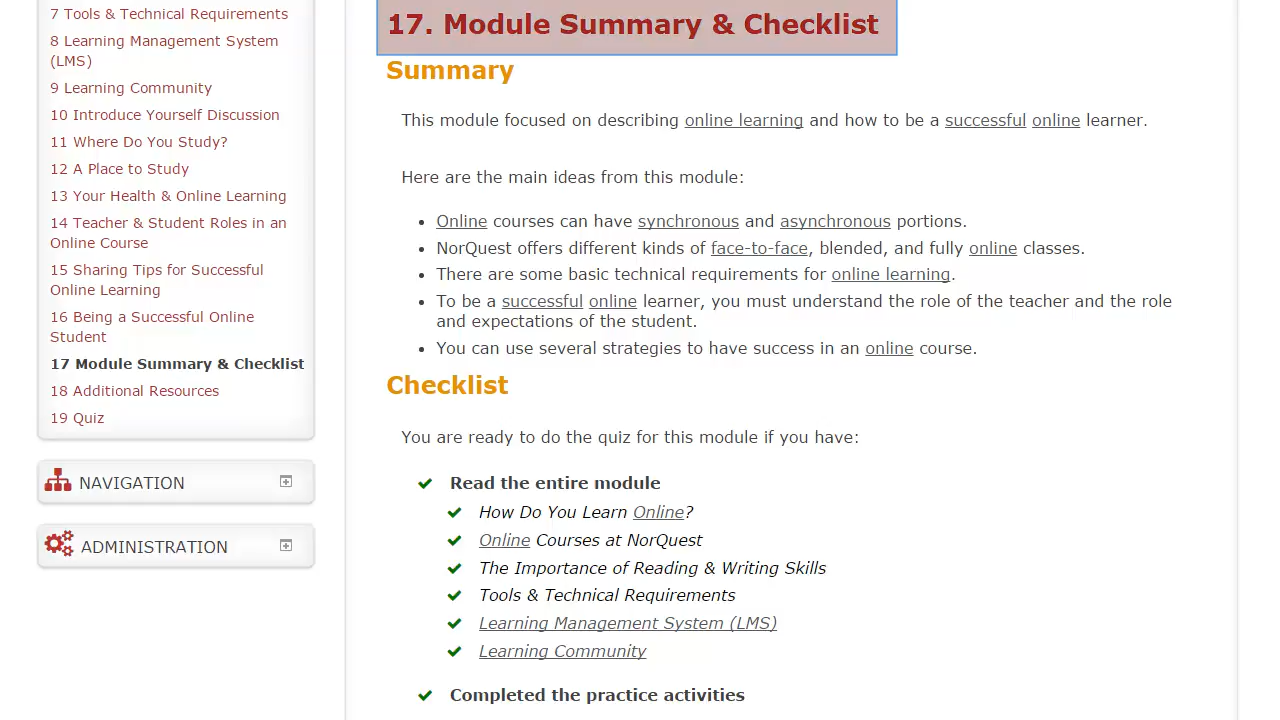 7 Tools & Technical Requirements
8 Learning Management System
(LMS)
9 Learning Community
10 Introduce Yourself Discussion
11 Where Do You Study?
12 A Place to Study
13 Your Health & Online Learning
14 Teacher & Student Roles in an
Online Course
15 Sharing Tips for Successful
Online Learning
16 Being a Successful Online
Student
17 Module Summary & Checklist
18 Additional Resources
19 Quiz
NAVIGATION
ADMINISTRATION
17. Module Summary & Checklist
Summary
This module focused on describing online learning and how to be a successful online learner.
Here are the main ideas from this module:
• Online courses can have synchronous and asynchronous portions.
• NorQuest offers different kinds of face-to-face, blended, and fully online classes.
• There are some basic technical requirements for online learning.
• To be a successful online learner, you must understand the role of the teacher and the role
and expectations of the student.
• You can use several strategies to have success in an online course.
Checklist
You are ready to do the quiz for this module if you have:
Read the entire module
How Do You Learn Online?
Online Courses at NorQuest
The Importance of Reading & Writing Skills
Tools & Technical Requirements
Learning Management System (LMS)
Learning Community
Completed the practice activities